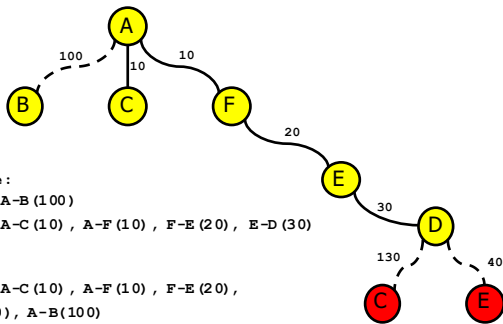 A
100
10
10
B
C
F
20
e:
A-B(100)
E
A-C(10), A-F(10), F-E(20), E-D(30)
30
D
130
40
A-C(10), A-F(10), F-E(20),
), A-B(100)
C
E